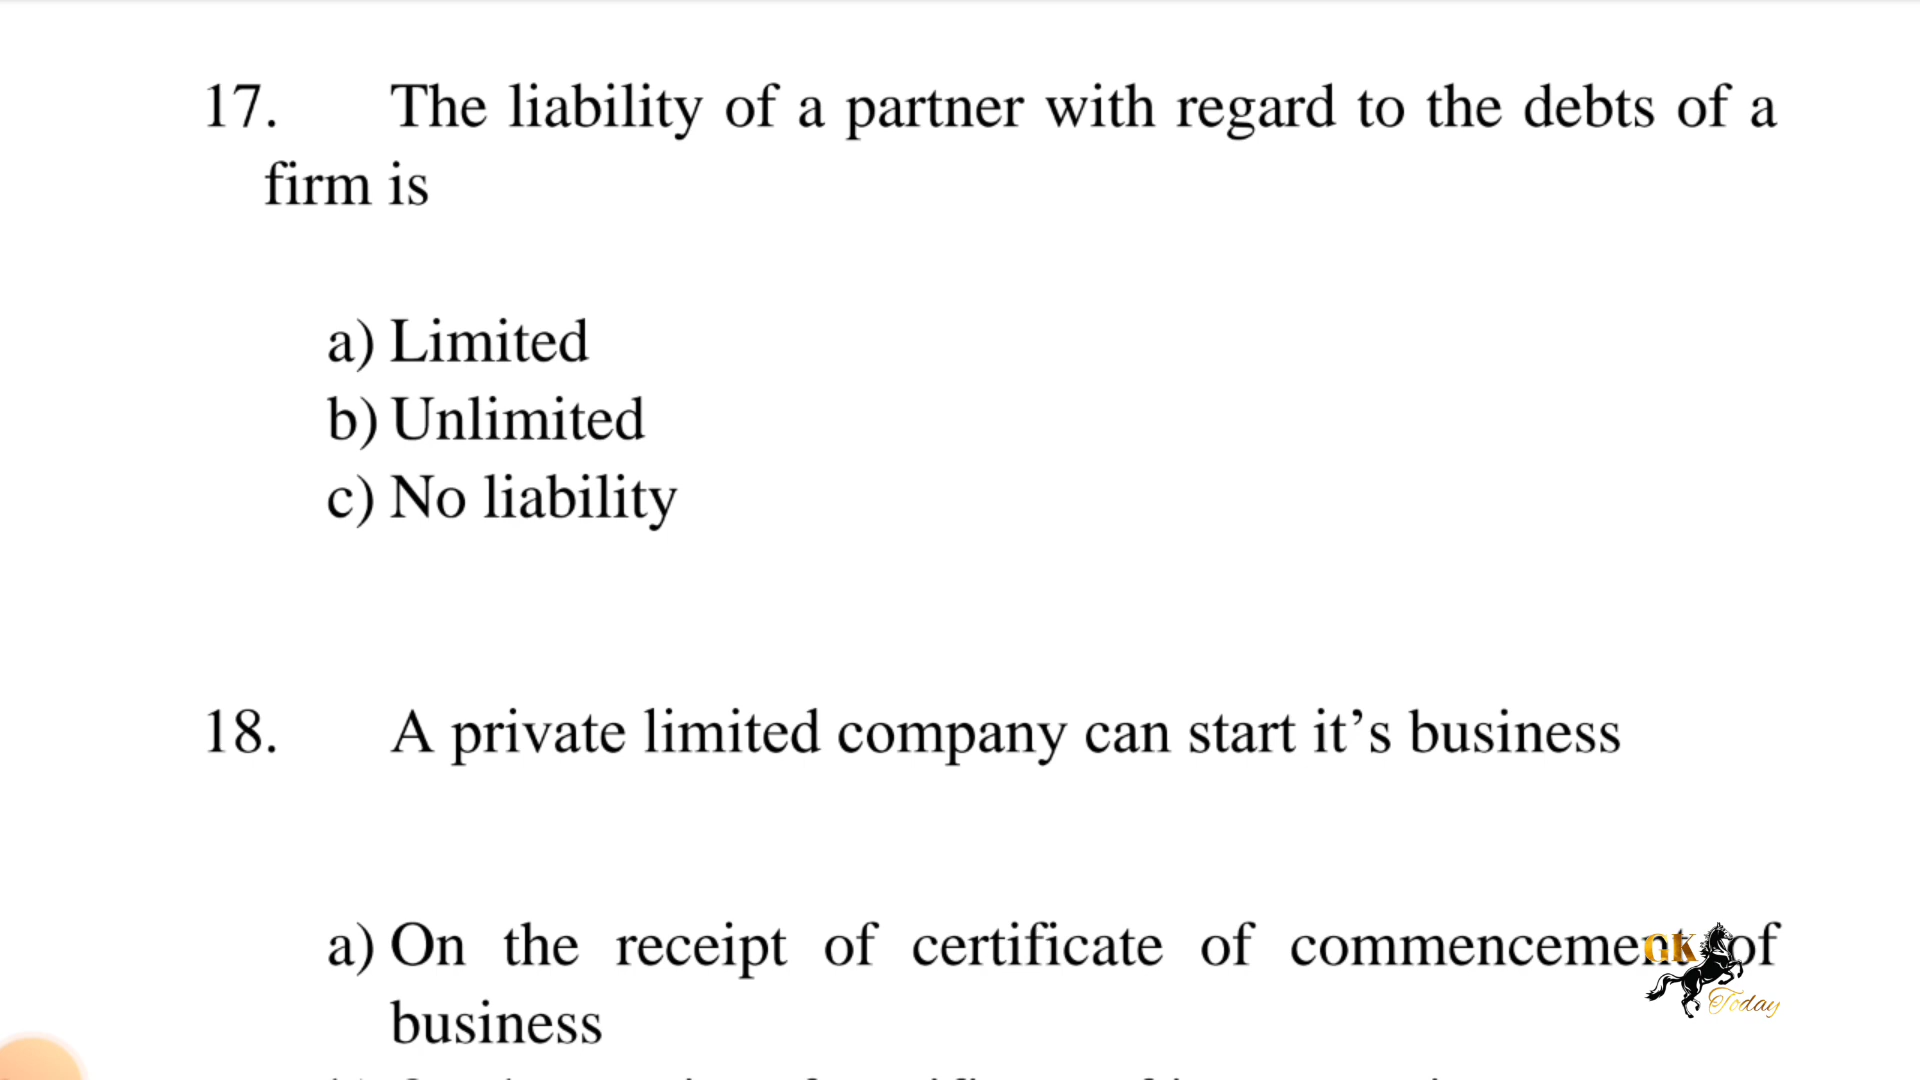 17. The liability of a partner with regard to the debts of a
firm is
a) Limited
b) Unlimited
c) No liability
18. A private limited company can start it’s business
a) On the receipt of certificate of commencement of
business
GK
Today